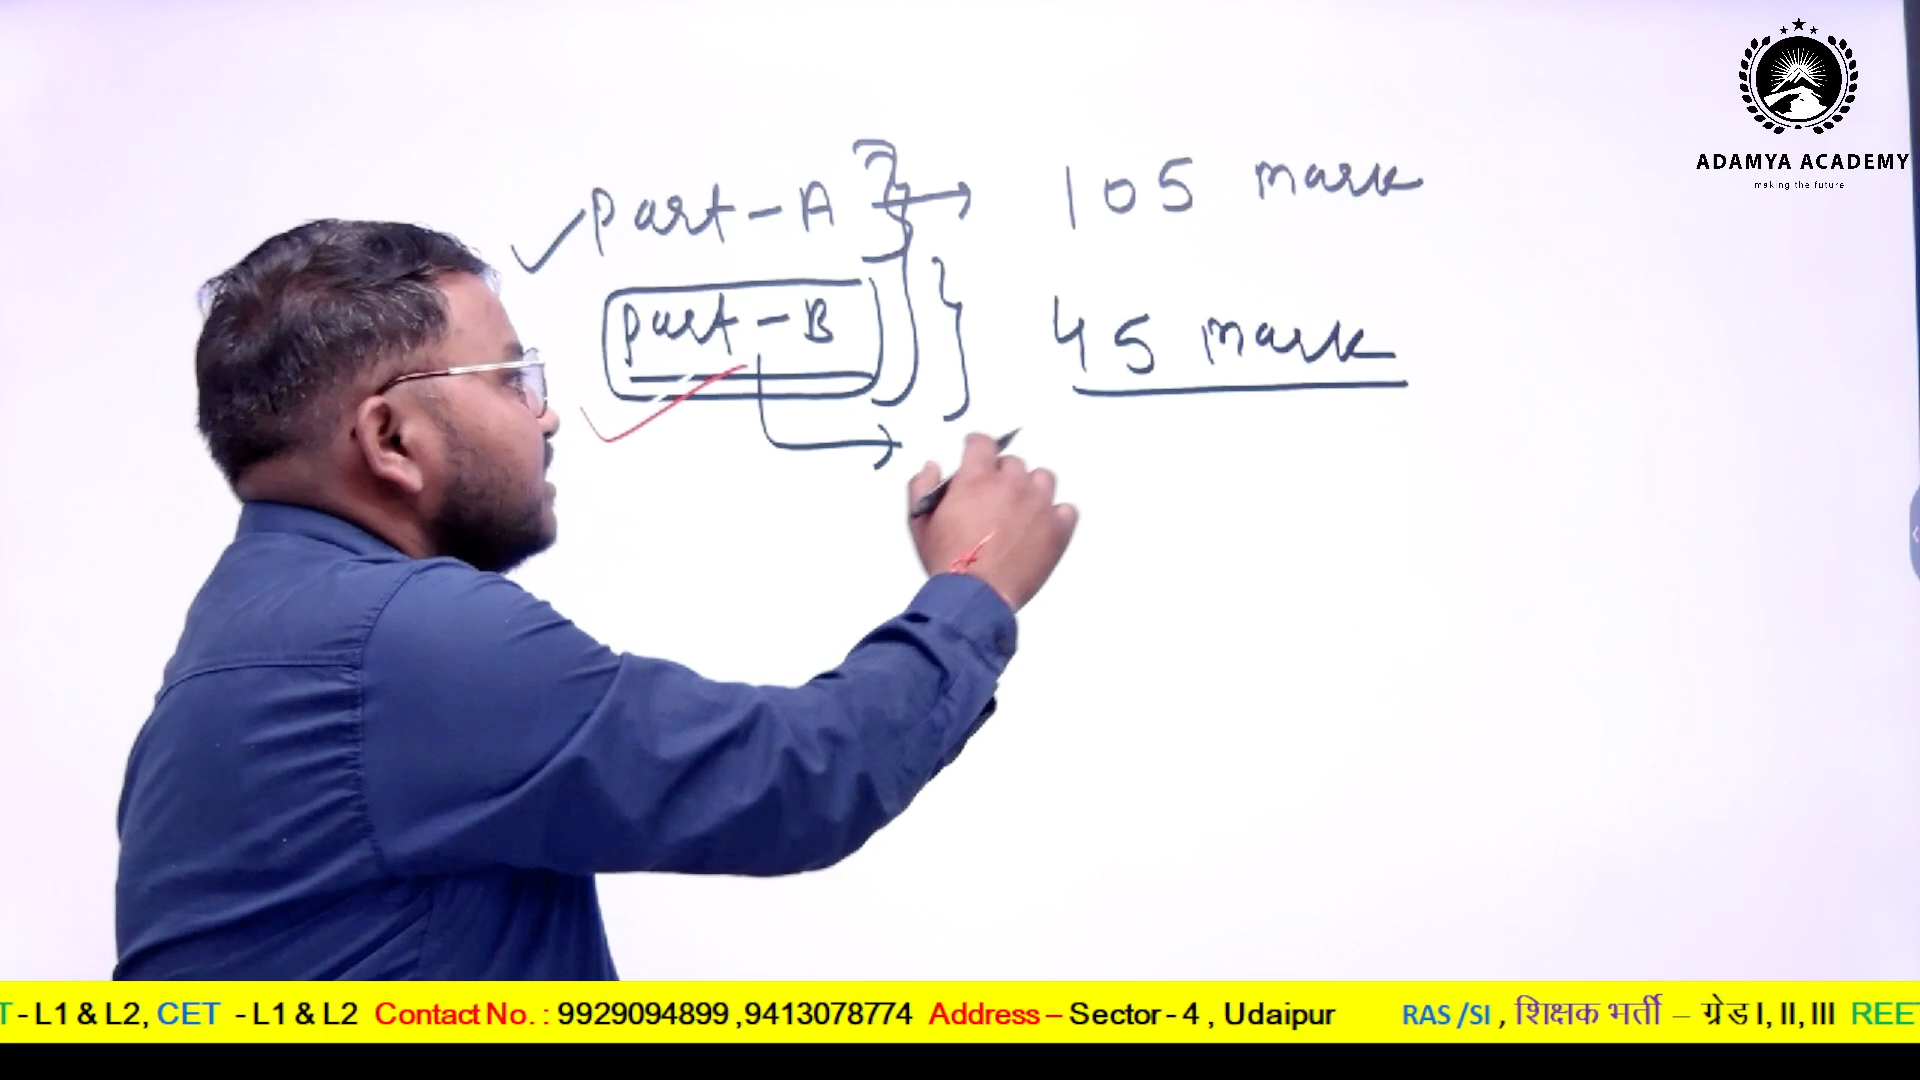 ADAMYA ACADEMY
making the future
Part-A → 105 mark
Part-B 45 mark
T - L1 & L2, CET - L1 & L2 Contact No. : 9929094899 ,9413078774 Address – Sector - 4 , Udaipur RAS /SI , शिक्षक भर्ती – ग्रेड I, II, III REE